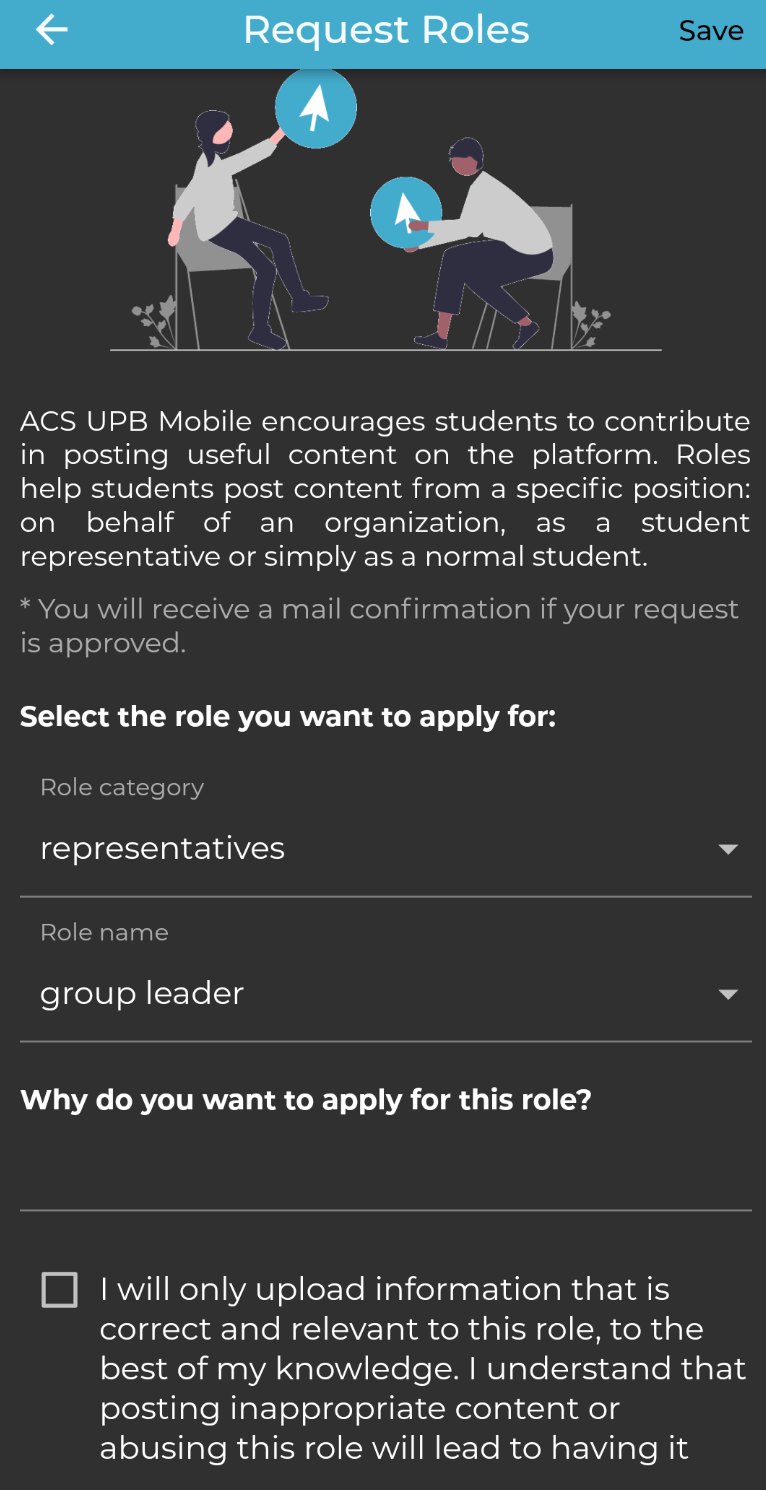 Request Roles
Save
ACS UPB Mobile encourages students to contribute
in posting useful content on the platform. Roles
help students post content from a specific position:
on behalf of an organization, as a student
representative or simply as a normal student.
* You will receive a mail confirmation if your request
is approved.
Select the role you want to apply for:
Role category
representatives
Role name
group leader
Why do you want to apply for this role?
I will only upload information that is
correct and relevant to this role, to the
best of my knowledge. I understand that
posting inappropriate content or
abusing this role will lead to having it